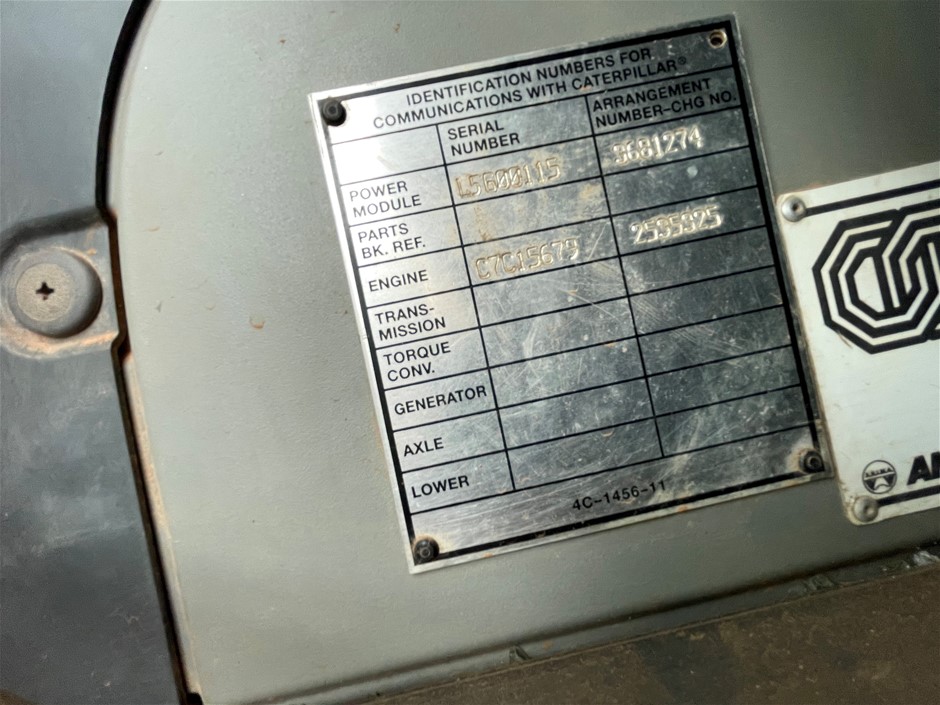 IDENTIFICATION NUMBERS FOR
COMMUNICATIONS WITH CATERPILLAR®
SERIAL NUMBER
ARRANGEMENT NUMBER-CHG NO.
POWER MODULE L5600115 3681274
PARTS BK. REF.
ENGINE C7C15679 2595925
TRANS-MISSION
TORQUE CONV.
GENERATOR
AXLE
LOWER
4C-1456-11